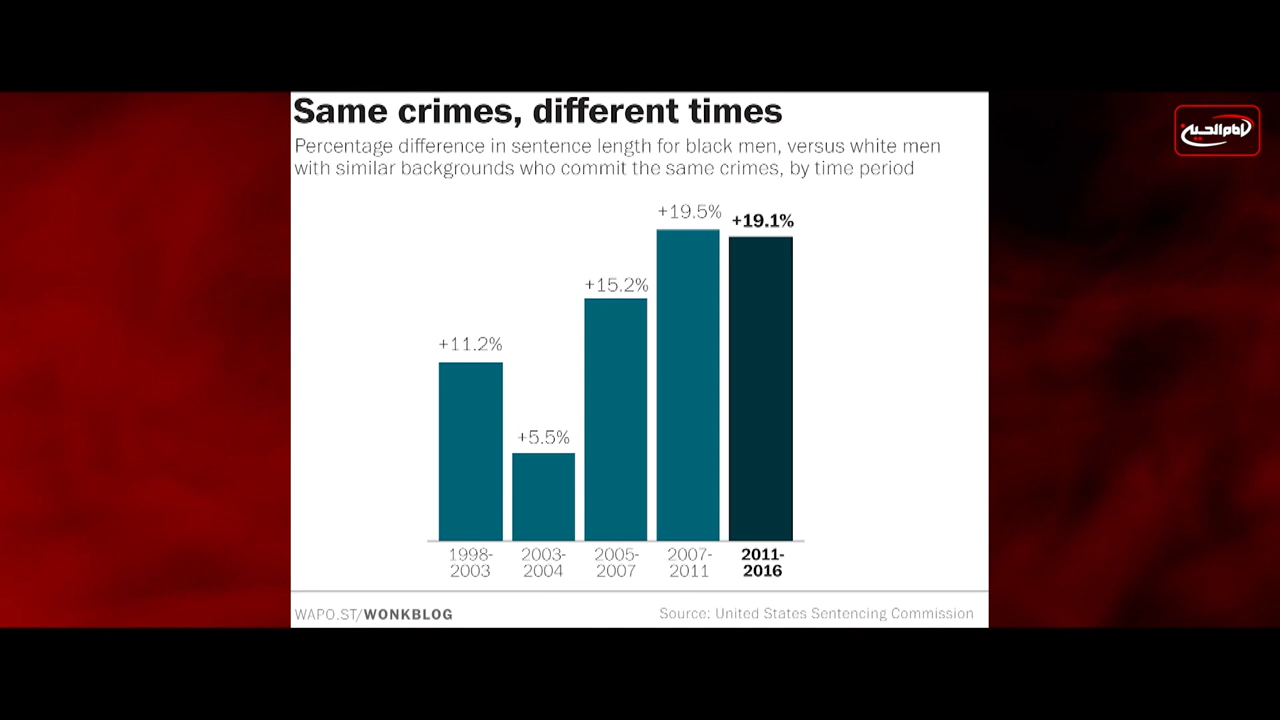 Same crimes, different times
امام الحسین
Percentage difference in sentence length for black men, versus white men
with similar backgrounds who commit the same crimes, by time period
+19.5%
+19.1%
+15.2%
+11.2%
+5.5%
1998-
2003
2003-
2004
2005-
2007
2007-
2011
2011-
2016
WAPO.ST/WONKBLOG
Source: United States Sentencing Commission